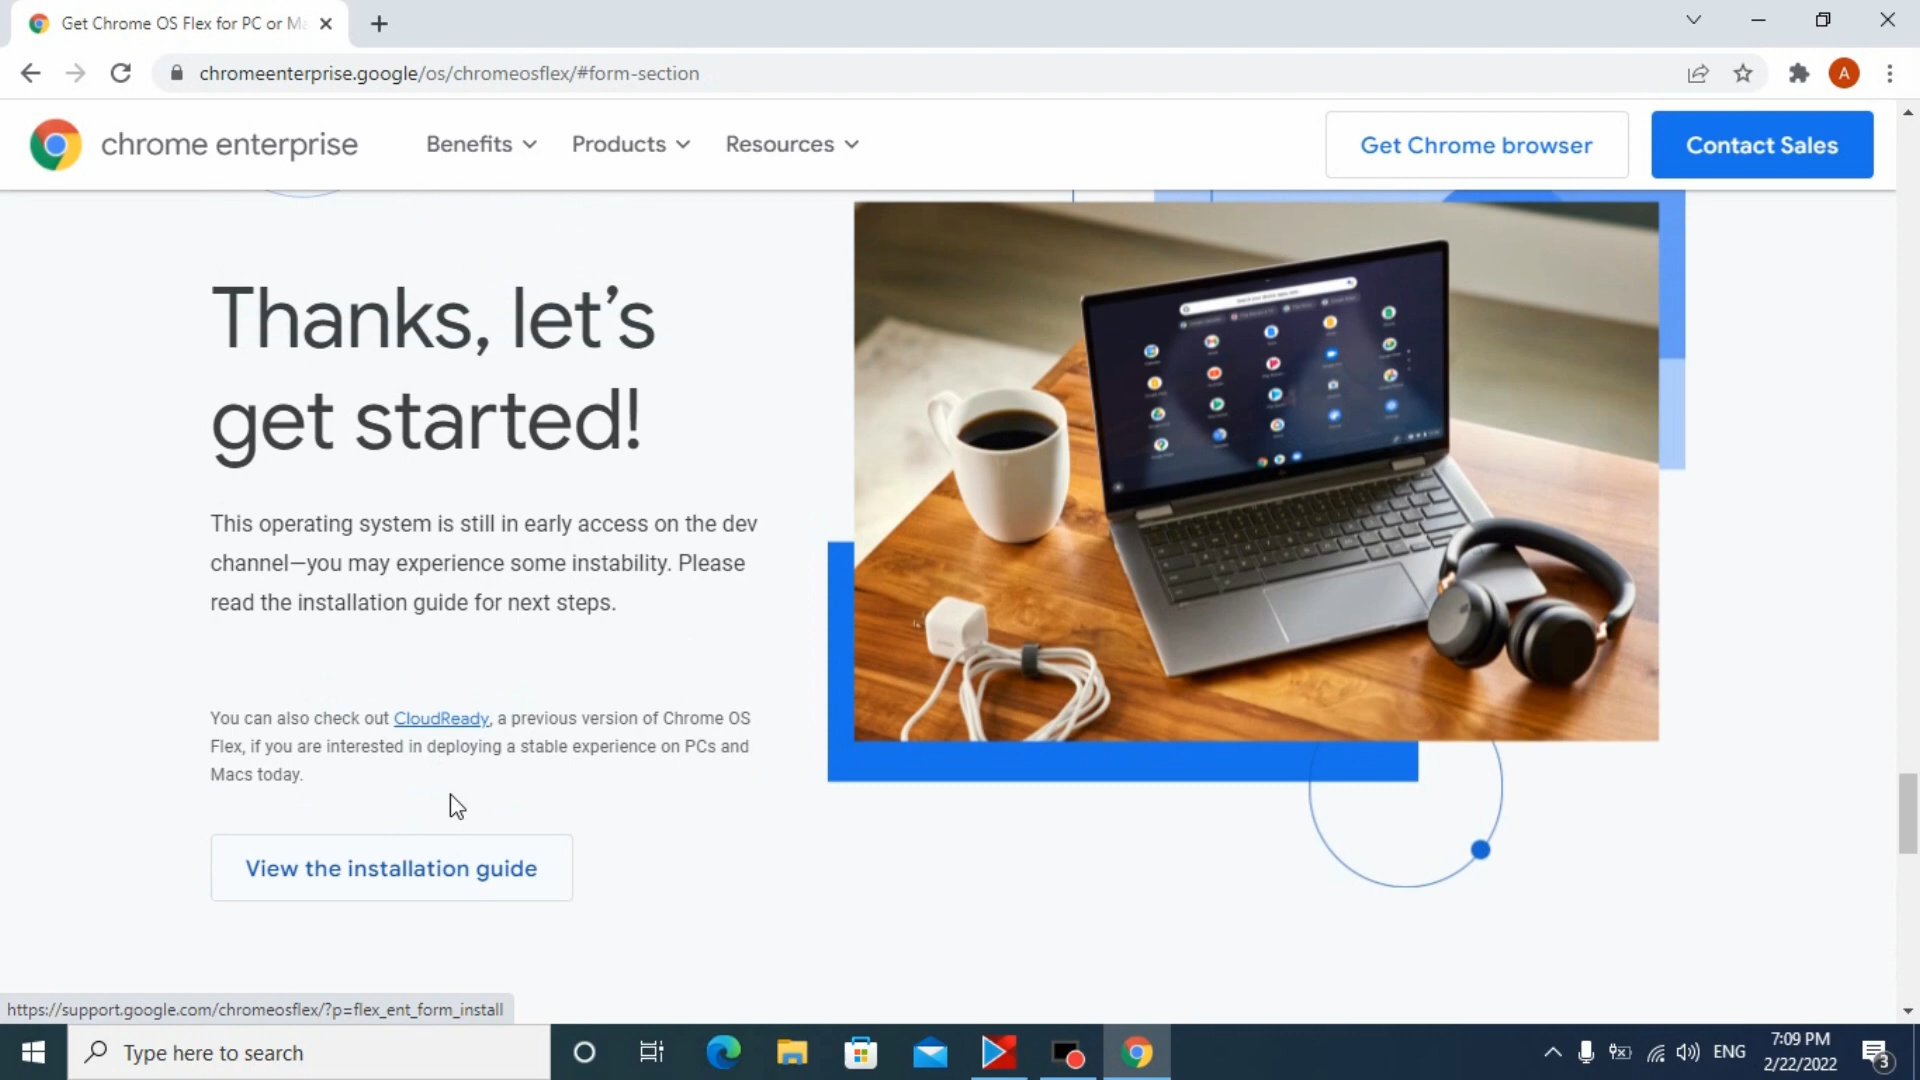 Get Chrome OS Flex for PC or Ma
chromeenterprise.google/os/chromeosflex/#form-section
A
chrome enterprise
Benefits
Products
Resources
Get Chrome browser
Contact Sales
Thanks, let's
get started!
This operating system is still in early access on the dev
channel—you may experience some instability. Please
read the installation guide for next steps.
You can also check out CloudReady, a previous version of Chrome OS
Flex, if you are interested in deploying a stable experience on PCs and
Macs today.
View the installation guide
https://support.google.com/chromeosflex/?p=flex_ent_form_install
Type here to search
ENG
7:09 PM
2/22/2022
3